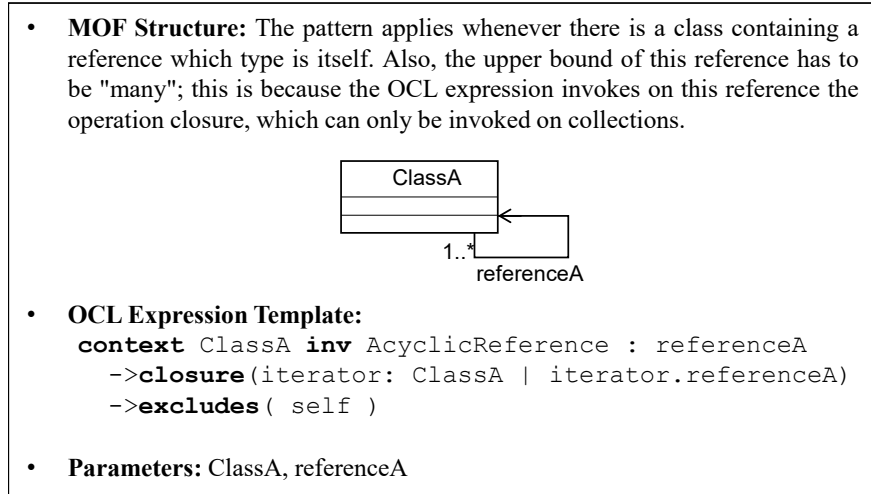 • MOF Structure: The pattern applies whenever there is a class containing a
reference which type is itself. Also, the upper bound of this reference has to
be "many"; this is because the OCL expression invokes on this reference the
operation closure, which can only be invoked on collections.
ClassA
1..*
referenceA
• OCL Expression Template:
context ClassA inv AcyclicReference : referenceA
->closure(iterator: ClassA | iterator.referenceA)
->excludes( self )
• Parameters: ClassA, referenceA